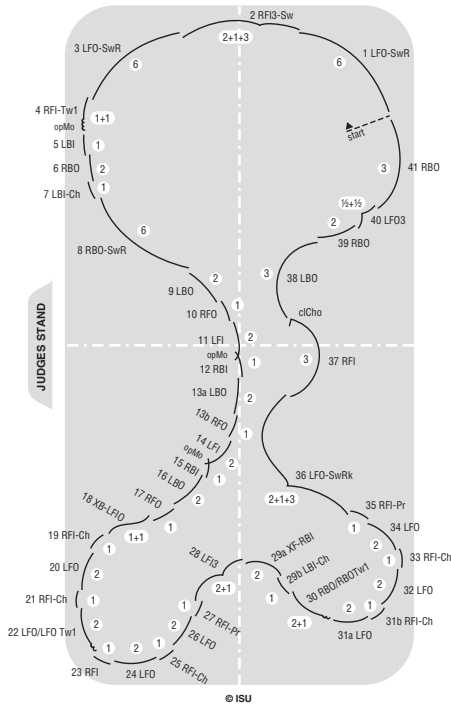 2 RFI3-Sw
2+1+3
3 LFO-SwR
1 LFO-SwR
6
6
4 RFI-Tw1
1+1
opMo
start
5 LBI
1
6 RBO
2
3
41 RBO
7 LBI-Ch
1
½+½
40 LFO3
6
2
39 RBO
8 RBO-SwR
2
3
38 LBO
9 LBO
1
10 RFO
clCho
JUDGES STAND
11 LFI
2
opMo
1
3
37 RFI
12 RBI
13a LBO
2
13b RFO
1
14 LFI
opMo
2
15 RBI
1
16 LBO
36 LFO-SwRk
2
2+1+3
17 RFO
18 XB-LFIO
1
35 RFI-Pr
1
34 LFO
19 RFI-Ch
1+1
1
2
33 RFI-Ch
28 LFI3
29a XF-RBI
1
20 LFO
2
2
29b LBI-Ch
2
32 LFO
2+1
30 RBO/RBOTw1
21 RFI-Ch
1
1
1
2
1
31b RFI-Ch
27 RFI-Pr
22 LFO/LFO Tw1
2
2
2+1
31a LFO
26 LFO
1
2
1
25 RFI-Ch
23 RFI
24 LFO
© ISU